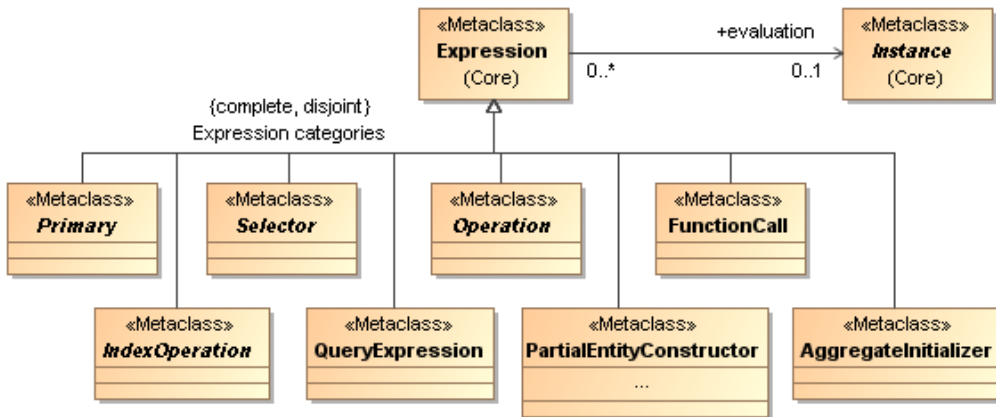 «Metaclass»
Expression
(Core)
+evaluation
0..*
0..1
«Metaclass»
Instance
(Core)
{complete, disjoint}
Expression categories
«Metaclass»
Primary
«Metaclass»
Selector
«Metaclass»
Operation
«Metaclass»
FunctionCall
«Metaclass»
IndexOperation
«Metaclass»
QueryExpression
«Metaclass»
PartialEntityConstructor
...
«Metaclass»
AggregateInitializer